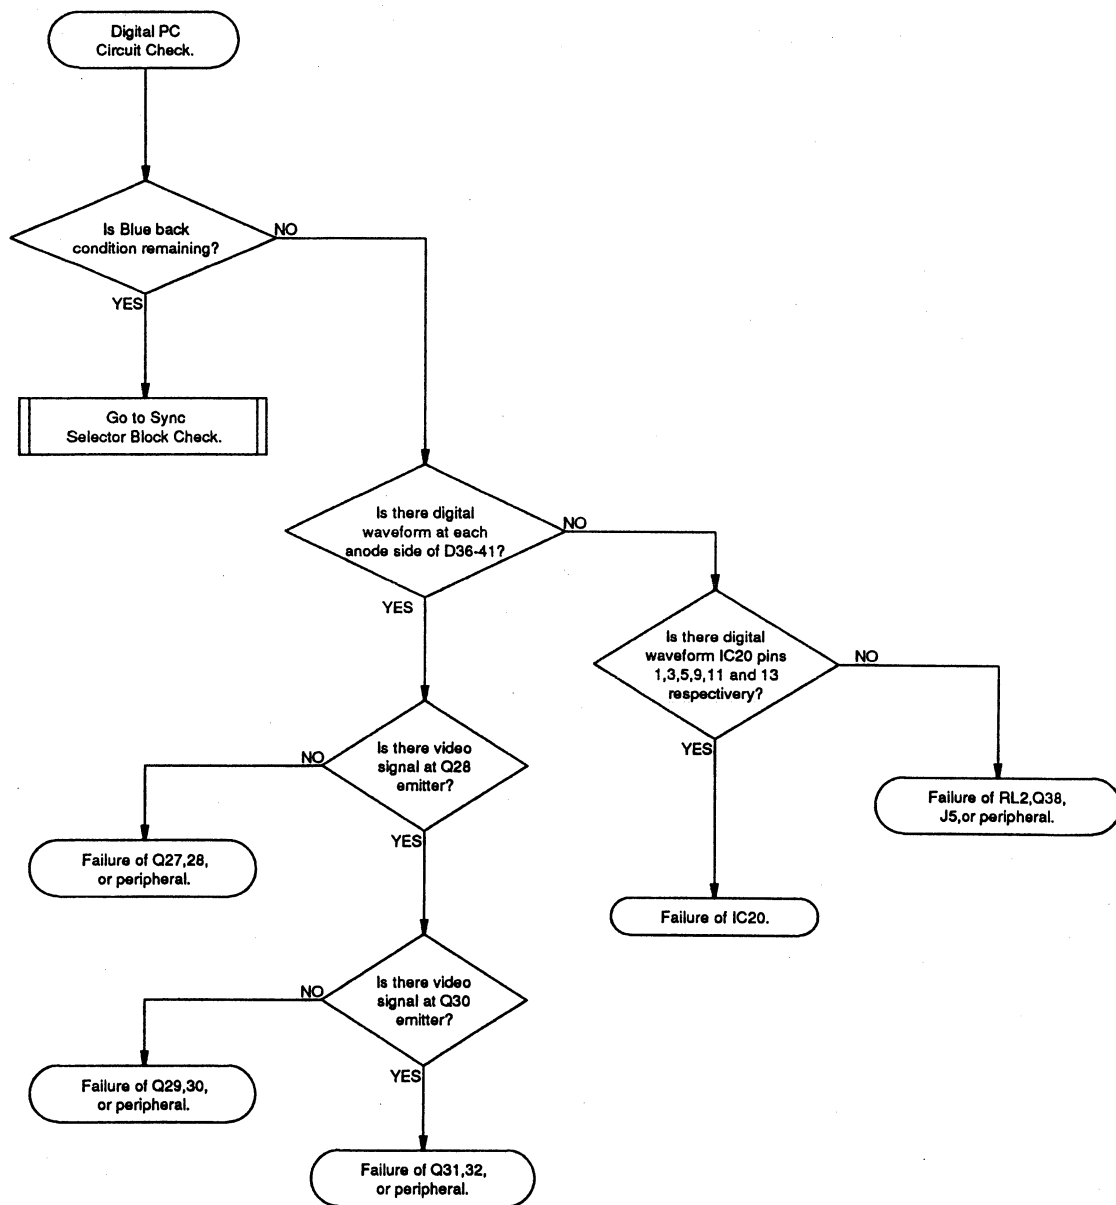 Digital PC
Circuit Check.
Is Blue back
condition remaining?
NO
YES
Go to Sync
Selector Block Check.
Is there digital
waveform at each
anode side of D36-41?
NO
YES
Is there digital
waveform IC20 pins
1,3,5,9,11 and 13
respectivery?
NO
YES
Is there video
signal at Q28
emitter?
NO
YES
Failure of RL2,Q38,
J5,or peripheral.
Failure of Q27,28,
or peripheral.
Failure of IC20.
Is there video
signal at Q30
emitter?
NO
YES
Failure of Q29,30,
or peripheral.
Failure of Q31,32,
or peripheral.